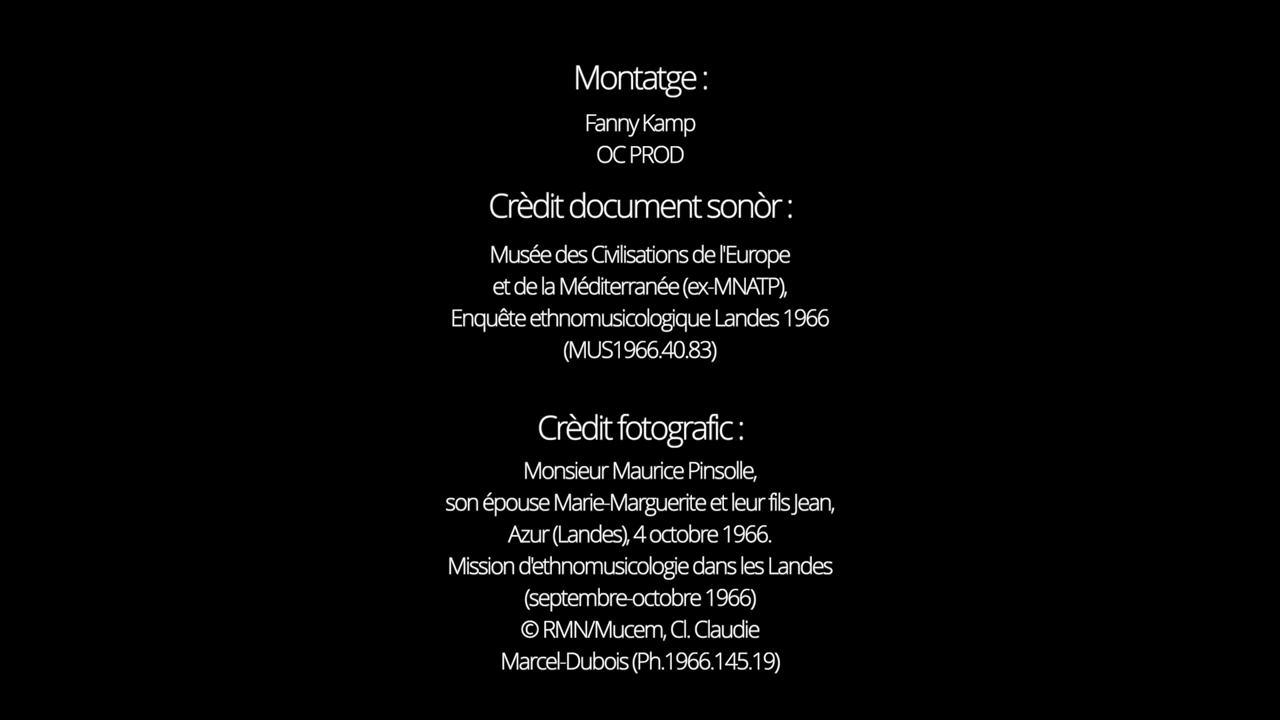 Montatge :
Fanny Kamp
OC PROD
Crèdit document sonòr :
Musée des Civilisations de l'Europe
et de la Méditerranée (ex-MNATP),
Enquête ethnomusicologique Landes 1966
(MUS1966.40.83)
Crèdit fotografic :
Monsieur Maurice Pinsolle,
son épouse Marie-Marguerite et leur fils Jean,
Azur (Landes), 4 octobre 1966.
Mission d'ethnomusicologie dans les Landes
(septembre-octobre 1966)
© RMN/Mucem, Cl. Claudie
Marcel-Dubois (Ph.1966.145.19)